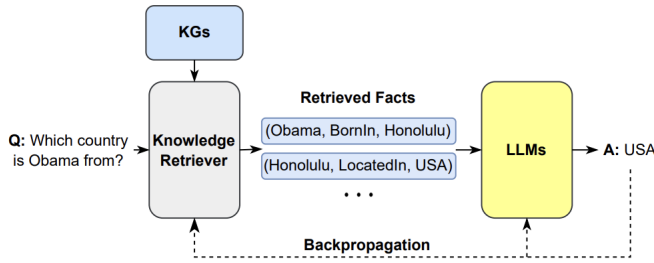 KGs
Q: Which country
is Obama from?
Knowledge
Retriever
Retrieved Facts
(Obama, BornIn, Honolulu)
(Honolulu, LocatedIn, USA)
• • •
LLMs
A: USA
Backpropagation